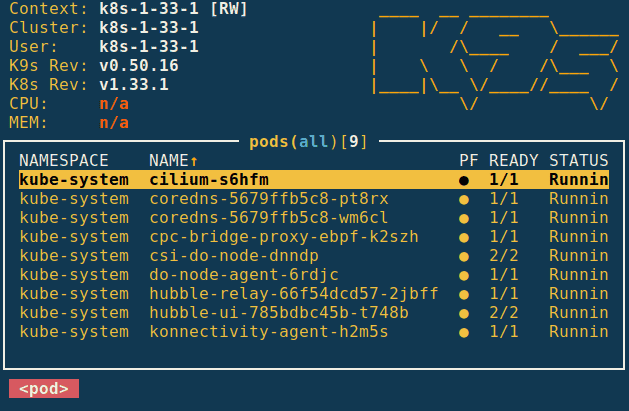 Context: k8s-1-33-1 [RW]
Cluster: k8s-1-33-1
User: k8s-1-33-1
K9s Rev: v0.50.16
K8s Rev: v1.33.1
CPU: n/a
MEM: n/a
pods(all)[9]
NAMESPACE NAME↑ PF READY STATUS
kube-system cilium-s6hfm ● 1/1 Runnin
kube-system coredns-5679ffb5c8-pt8rx ● 1/1 Runnin
kube-system coredns-5679ffb5c8-wm6cl ● 1/1 Runnin
kube-system cpc-bridge-proxy-ebpf-k2szh ● 1/1 Runnin
kube-system csi-do-node-dnndp ● 2/2 Runnin
kube-system do-node-agent-6rdjc ● 1/1 Runnin
kube-system hubble-relay-66f54dcd57-2jbff ● 1/1 Runnin
kube-system hubble-ui-785bdbc45b-t748b ● 2/2 Runnin
kube-system konnectivity-agent-h2m5s ● 1/1 Runnin
<pod>